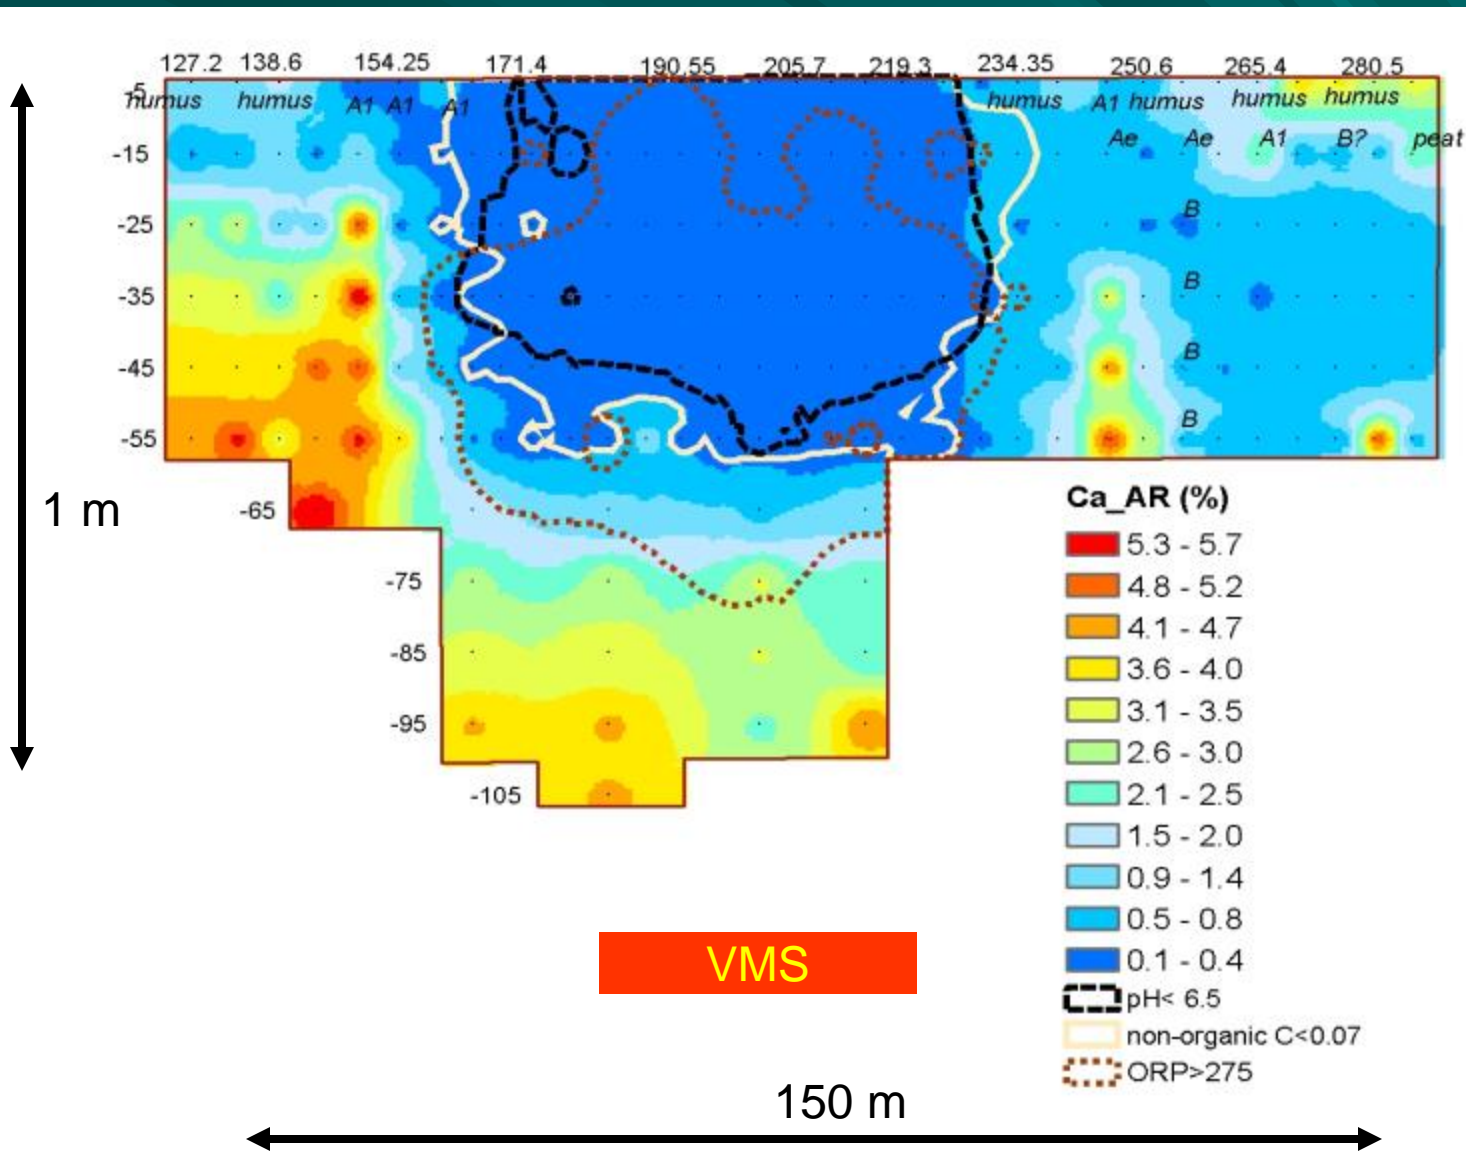 127.2 138.6 154.25 171.4 190.55 205.7 219.3 234.35 250.6 265.4 280.5
-5
humus humus A1 A1 A1 humus A1 humus humus humus
-15 Ae Ae A1 B? peat
-25 B
-35 B
-45 B
-55 B
-65
-75
-85
-95
-105
1 m
Ca_AR (%)
5.3 - 5.7
4.8 - 5.2
4.1 - 4.7
3.6 - 4.0
3.1 - 3.5
2.6 - 3.0
2.1 - 2.5
1.5 - 2.0
0.9 - 1.4
0.5 - 0.8
0.1 - 0.4
pH< 6.5
non-organic C<0.07
ORP>275
VMS
150 m